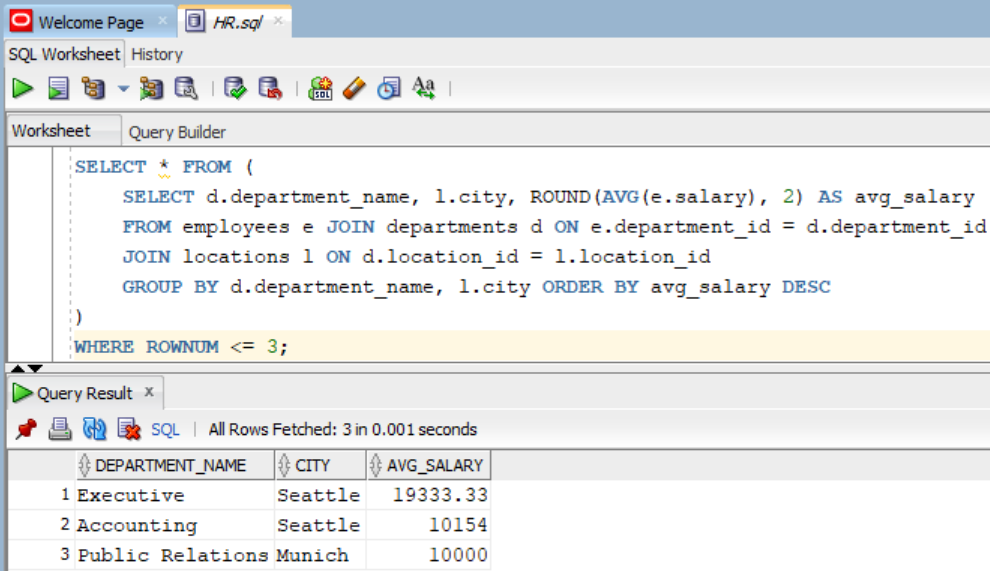 Welcome Page × HR.sql ×
SQL Worksheet History
Worksheet Query Builder
SELECT * FROM (
SELECT d.department_name, l.city, ROUND(AVG(e.salary), 2) AS avg_salary
FROM employees e JOIN departments d ON e.department_id = d.department_id
JOIN locations l ON d.location_id = l.location_id
GROUP BY d.department_name, l.city ORDER BY avg_salary DESC
)
WHERE ROWNUM <= 3;
Query Result x
SQL | All Rows Fetched: 3 in 0.001 seconds
DEPARTMENT_NAME CITY AVG_SALARY
1 Executive Seattle 19333.33
2 Accounting Seattle 10154
3 Public Relations Munich 10000